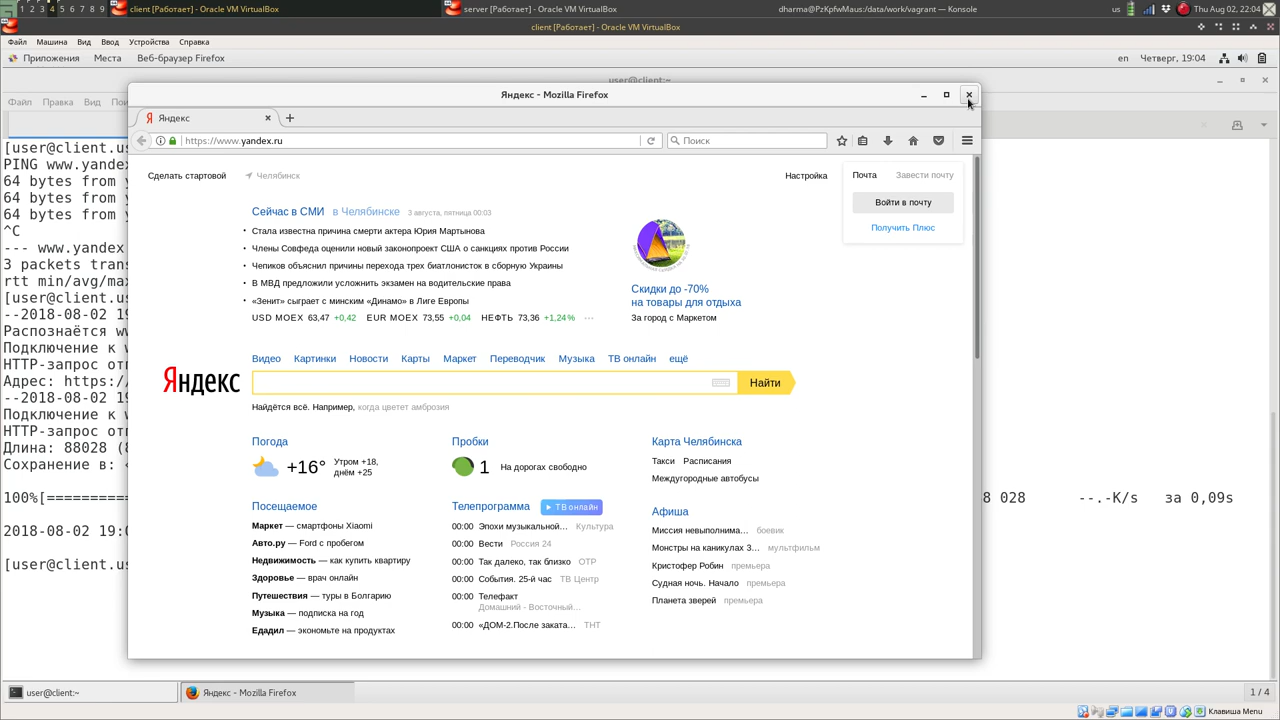 1 2 3 4 5 6 7 8 9 client [Работает] - Oracle VM VirtualBox server [Работает] - Oracle VM VirtualBox dharma@PzKpfwMaus:/data/work/vagrant — Konsole us Thu Aug 02, 22:04
client [Работает] - Oracle VM VirtualBox
Файл Машина Вид Ввод Устройства Справка
Приложения Места Веб-браузер Firefox en Четверг, 19:04
user@client:~
Файл Правка Вид
Яндекс - Mozilla Firefox
Яндекс
https://www.yandex.ru Поиск
[user@client
PING www.yandex
64 bytes from
64 bytes from
64 bytes from
^C
--- www.yandex
3 packets
rtt min/avg/
[user@client
--2018-08-02
Распознаётся
Подключение к
HTTP-запрос
Адрес: https:/
--2018-08-02
Подключение к
HTTP-запрос
Длина: 88028
Сохранение в: «
100%[========== 8 028 --.-K/s за 0,09s
2018-08-02
[user@client
Сделать стартовой Челябинск Настройка
Почта Завести почту
Войти в почту
Получить Плюс
Сейчас в СМИ в Челябинске 3 августа, пятница 00:03
Стала известна причина смерти актера Юрия Мартынова
Члены Совфеда оценили новый законопроект США о санкциях против России
Чепиков объяснил причины перехода трех биатлонисток в сборную Украины
В МВД предложили усложнить экзамен на водительские права
«Зенит» сыграет с минским «Динамо» в Лиге Европы
USD MOEX 63,47 +0,42 EUR MOEX 73,55 +0,04 НЕФТЬ 73,36 +1,24% ···
Скидки до -70%
на товары для отдыха
За город с Маркетом
Видео Картинки Новости Карты Маркет Переводчик Музыка ТВ онлайн ещё
Яндекс Найти
Найдётся всё. Например, когда цветет амброзия
Погода
+16° Утром +18,
днём +25
Пробки
1 На дорогах свободно
Карта Челябинска
Такси Расписания
Междугородные автобусы
Посещаемое
Маркет — смартфоны Xiaomi
Авто.ру — Ford с пробегом
Недвижимость — как купить квартиру
Здоровье — врач онлайн
Путешествия — туры в Болгарию
Музыка — подписка на год
Едадил — экономьте на продуктах
Телепрограмма ТВ онлайн
00:00 Эпохи музыкальной... Культура
00:00 Вести Россия 24
00:00 Так далеко, так близко ОТР
00:00 События. 25-й час ТВ Центр
00:00 Телефакт
Домашний - Восточный...
00:00 «ДОМ-2.После заката... ТНТ
Афиша
Миссия невыполнима... боевик
Монстры на каникулах 3... мультфильм
Кристофер Робин премьера
Судная ночь. Начало премьера
Планета зверей премьера
user@client:~ Яндекс - Mozilla Firefox 1 / 4
Клавиша Menu